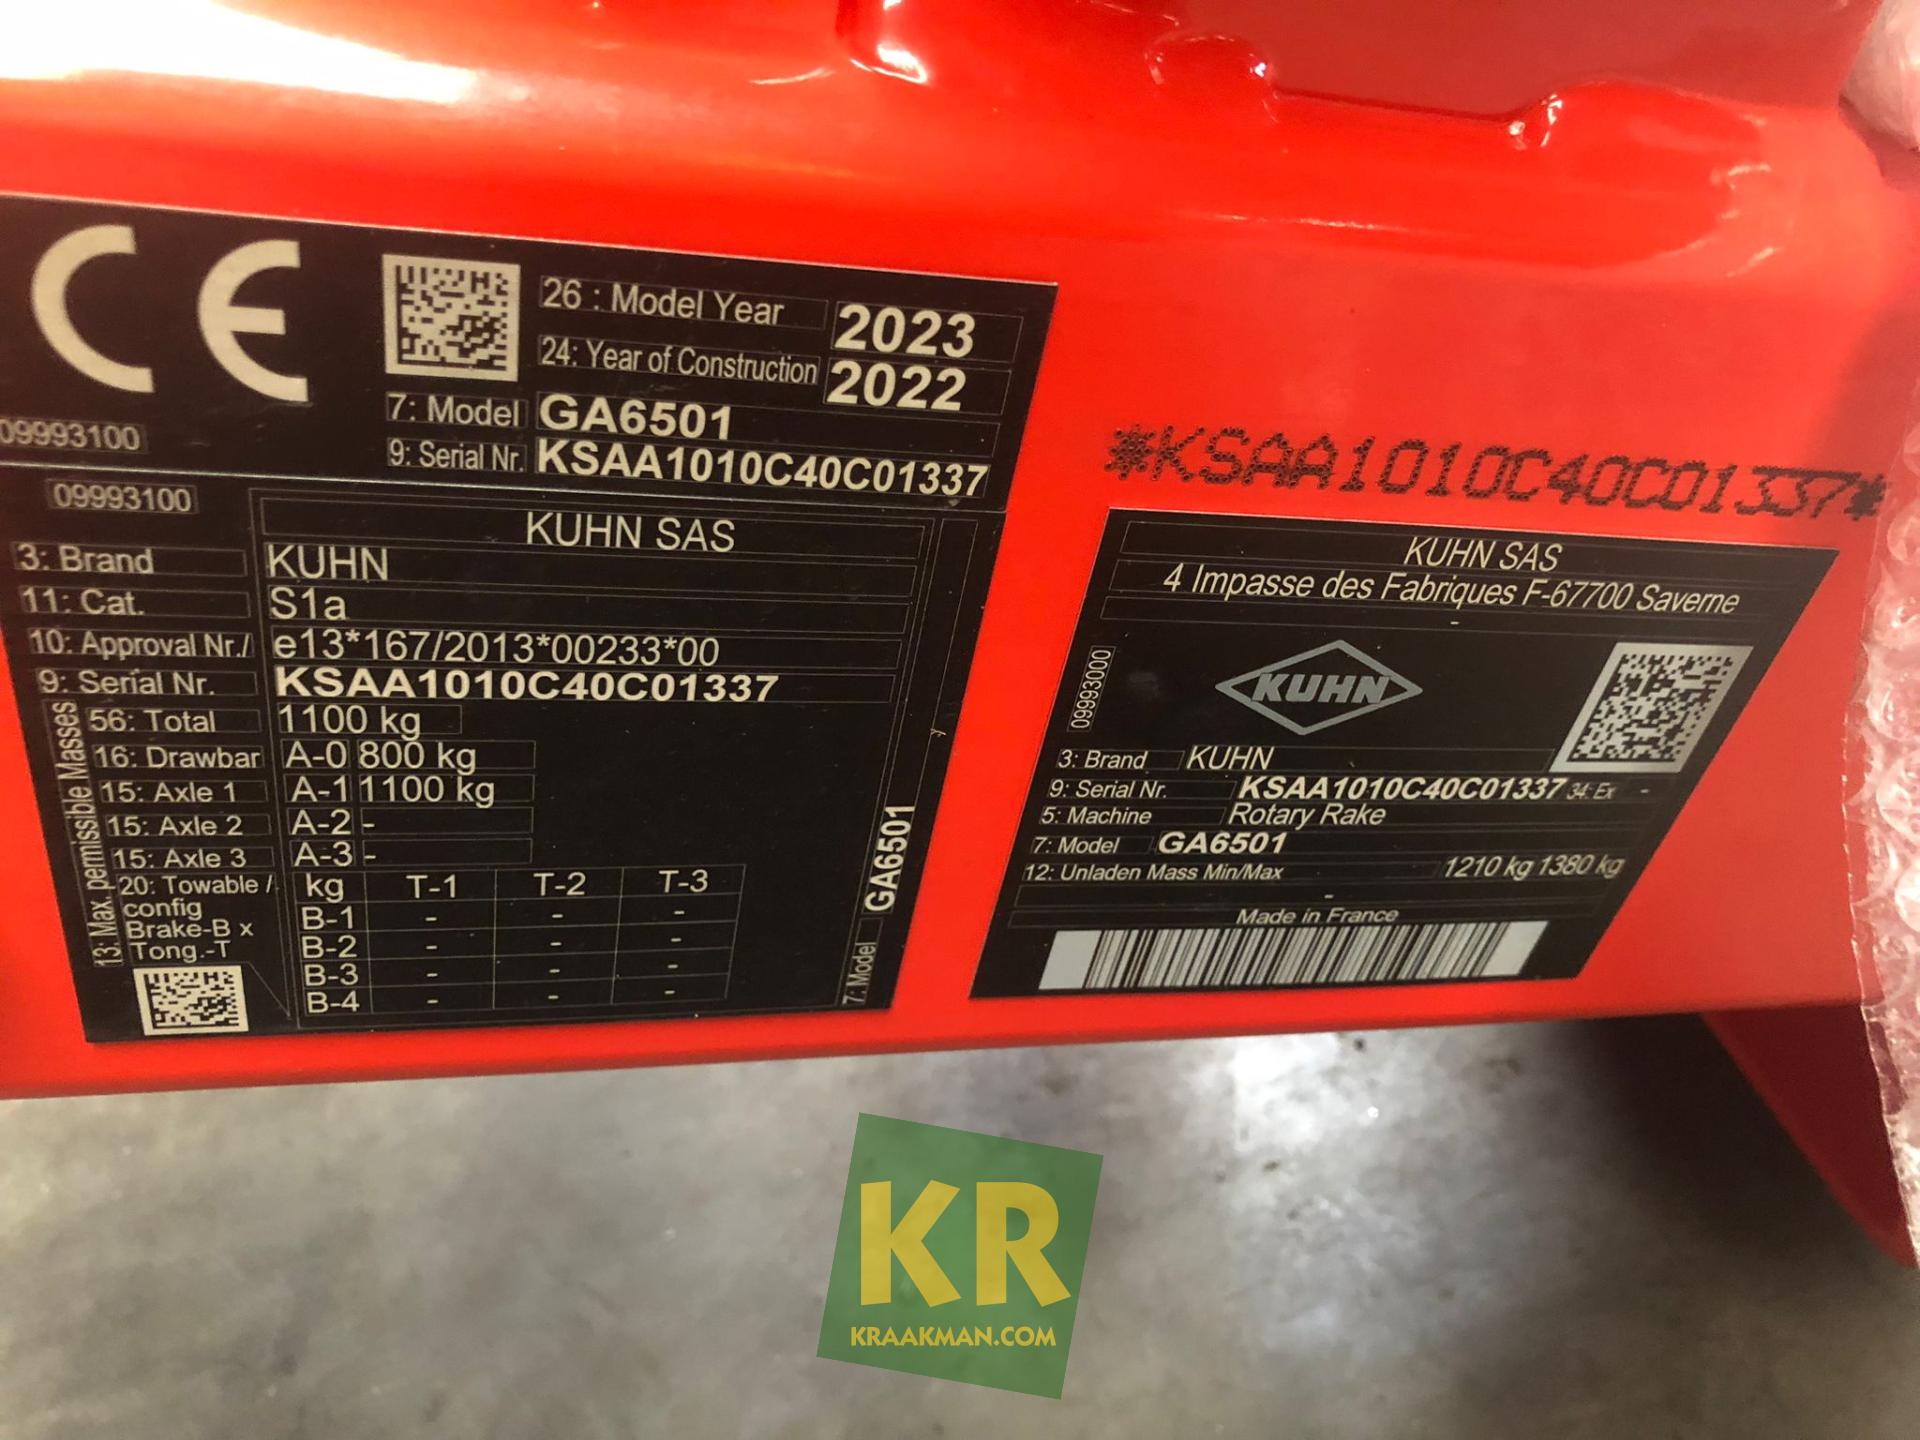 CE
26 : Model Year 2023
24: Year of Construction 2022
7: Model GA6501
9: Serial Nr. KSAA1010C40C01337
09993100
09993100
KUHN SAS
3: Brand KUHN
11: Cat. S1a
10: Approval Nr./ e13*167/2013*00233*00
9: Serial Nr. KSAA1010C40C01337
13: Max. permissible Masses
56: Total 1100 kg
16: Drawbar A-0 800 kg
15: Axle 1 A-1 1100 kg
15: Axle 2 A-2 -
15: Axle 3 A-3 -
20: Towable / config Brake-B x Tong.-T
kg T-1 T-2 T-3
B-1 - - -
B-2 - - -
B-3 - - -
B-4 - - -
7: Model GA6501
*KSAA1010C40C01337*
KUHN SAS
4 Impasse des Fabriques F-67700 Saverne
-
09993000
KUHN
3: Brand KUHN
9: Serial Nr. KSAA1010C40C01337 34: Ex -
5: Machine Rotary Rake
7: Model GA6501
12: Unladen Mass Min/Max 1210 kg 1380 kg
-
Made in France
KR
KRAAKMAN.COM